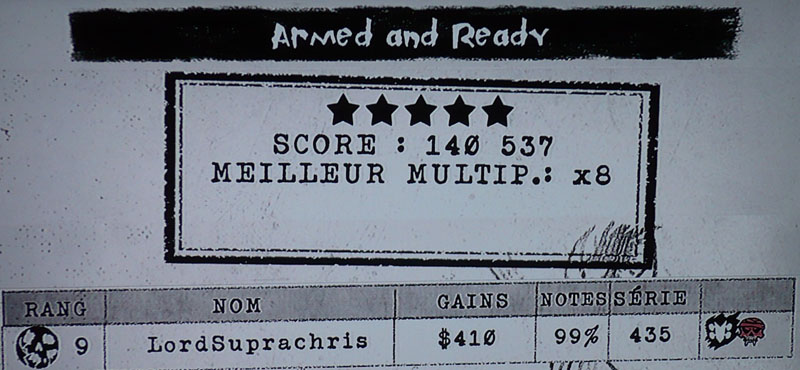 Armed and Ready
SCORE : 140 537
MEILLEUR MULTIP.: x8
RANG NOM GAINS NOTES SÉRIE
9 LordSuprachris $410 99% 435